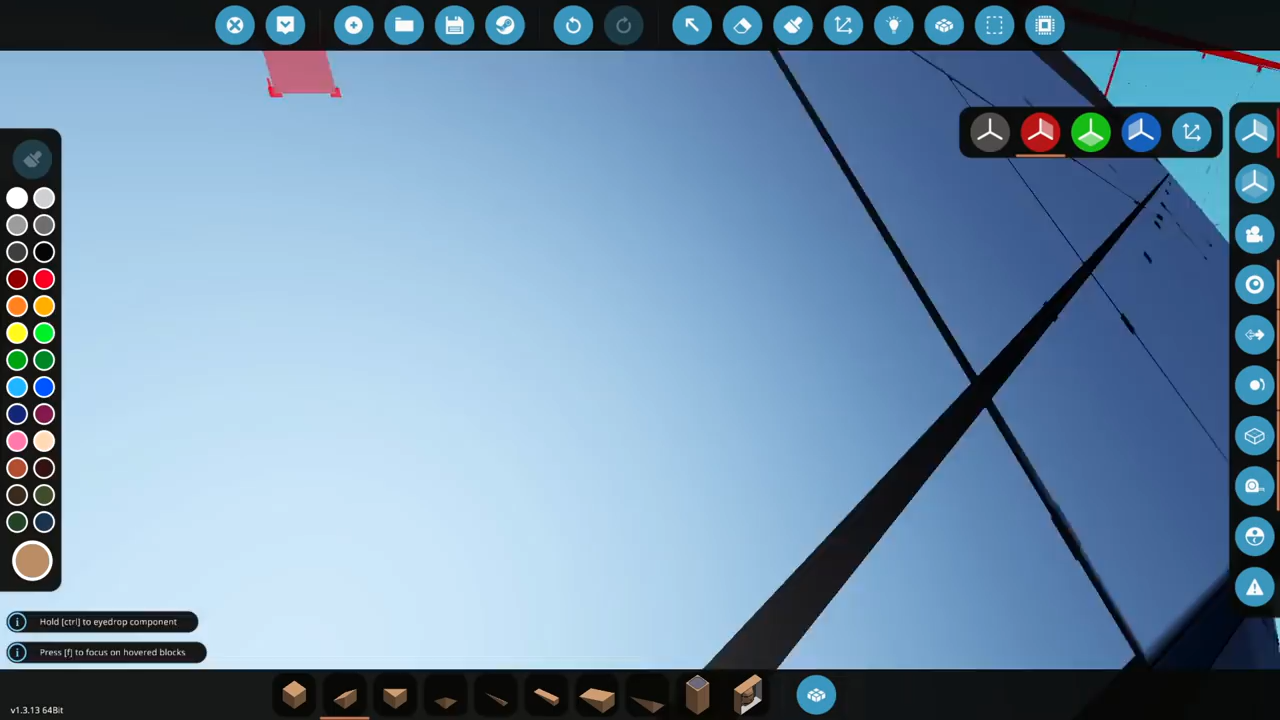 Hold [ctrl] to eyedrop component
Press [f] to focus on hovered blocks
v1.3.13 64Bit